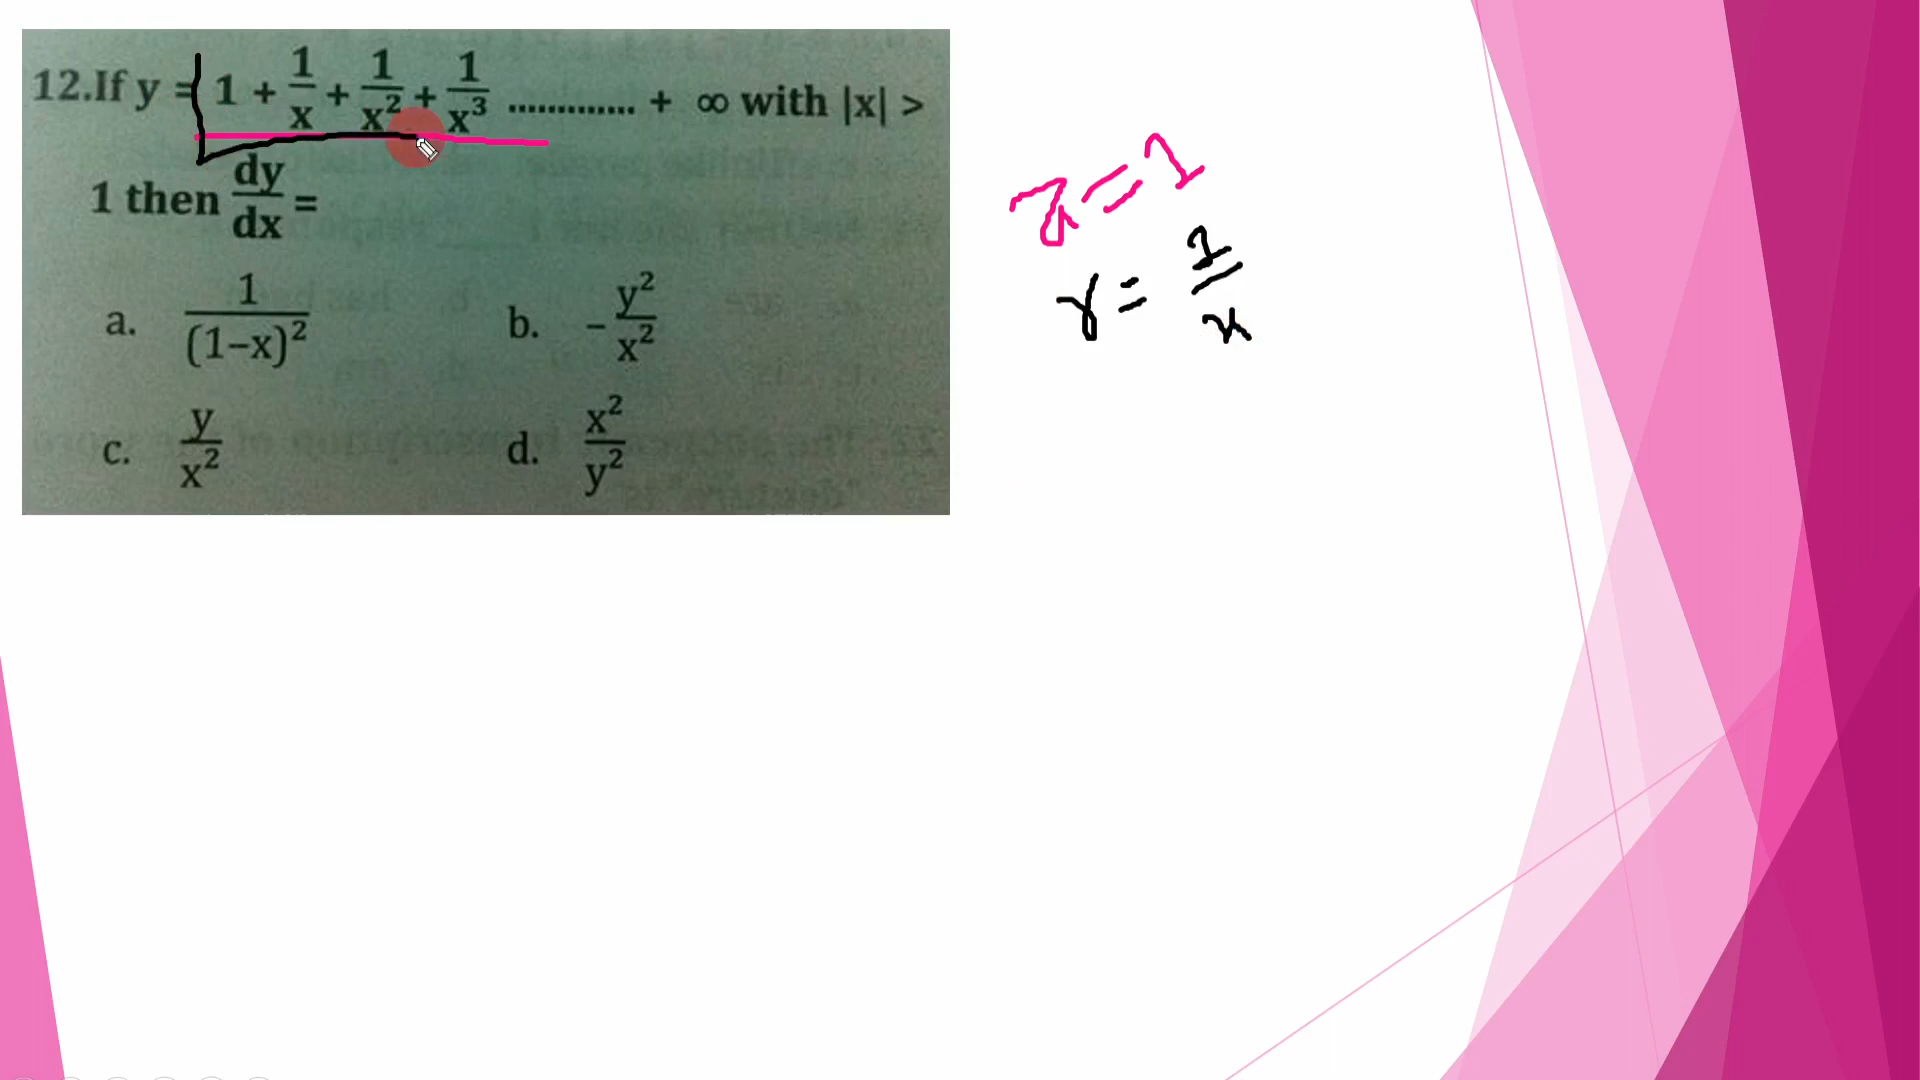 12.If y = 1 + 1/x + 1/x² + 1/x³ ............. + ∞ with |x| >
1 then dy/dx =
a. 1/(1−x)² b. −y²/x²
c. y/x² d. x²/y²
a=1
r = 1/x